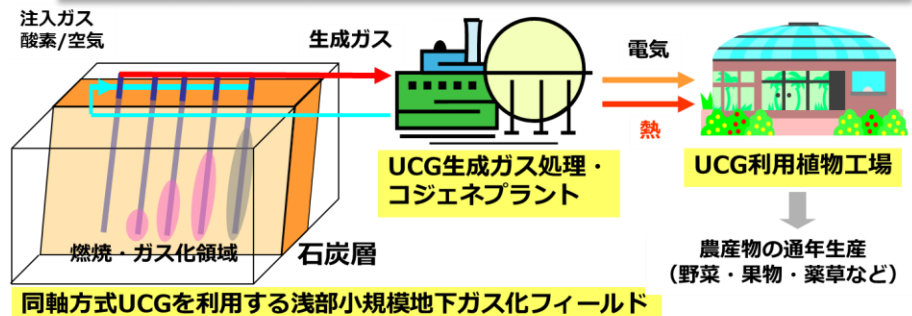 注入ガス
酸素/空気
生成ガス
電気
熱
UCG生成ガス処理・
コジェネプラント
UCG利用植物工場
燃焼・ガス化領域
石炭層
農産物の通年生産
（野菜・果物・薬草など）
同軸方式UCGを利用する浅部小規模地下ガス化フィールド